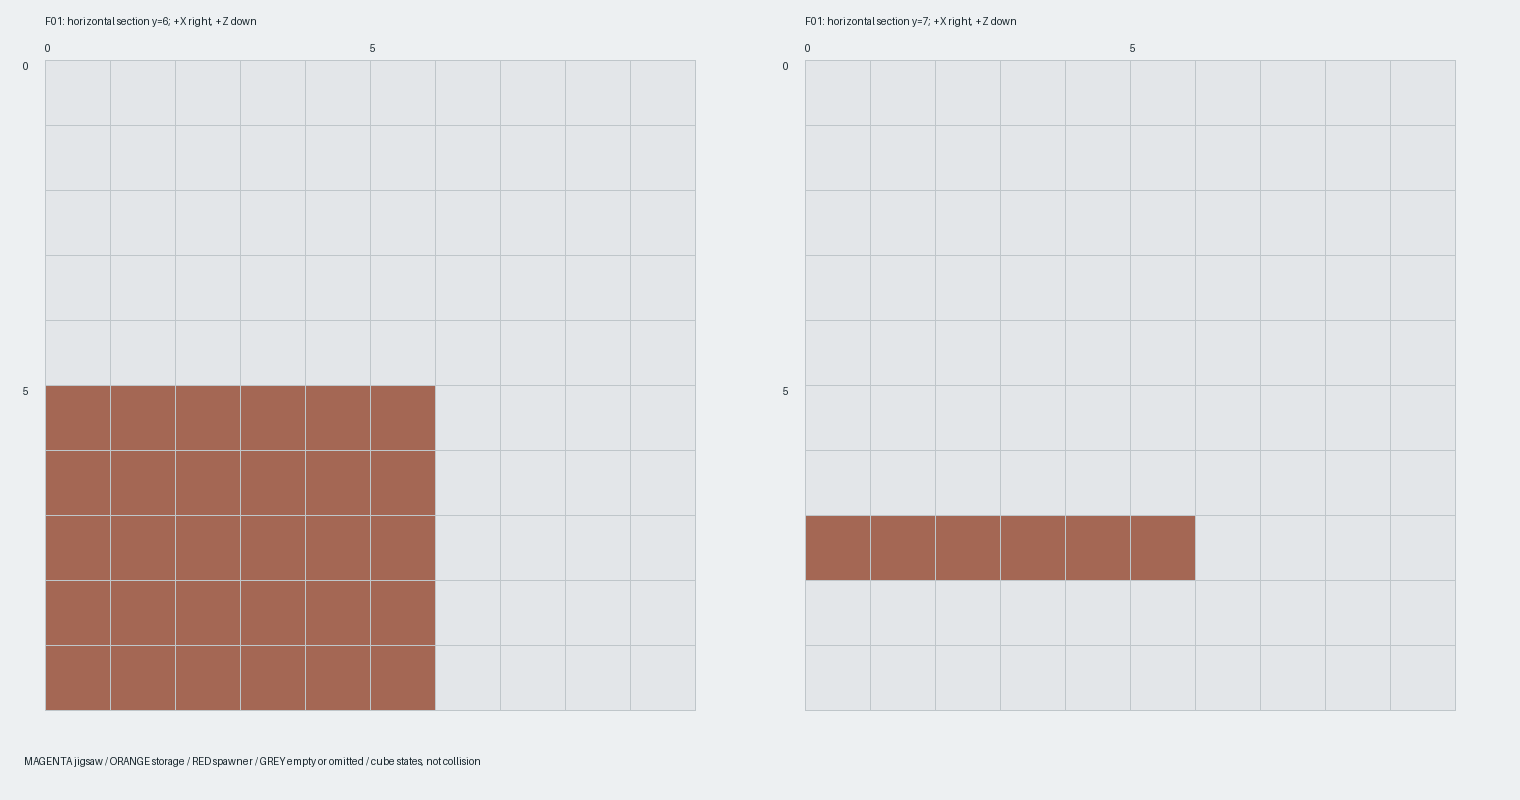 F01: horizontal section y=6; +X right, +Z down
F01: horizontal section y=7; +X right, +Z down
0 5
0 5
0
0
5
5
MAGENTA jigsaw / ORANGE storage / RED spawner / GREY empty or omitted / cube states, not collision